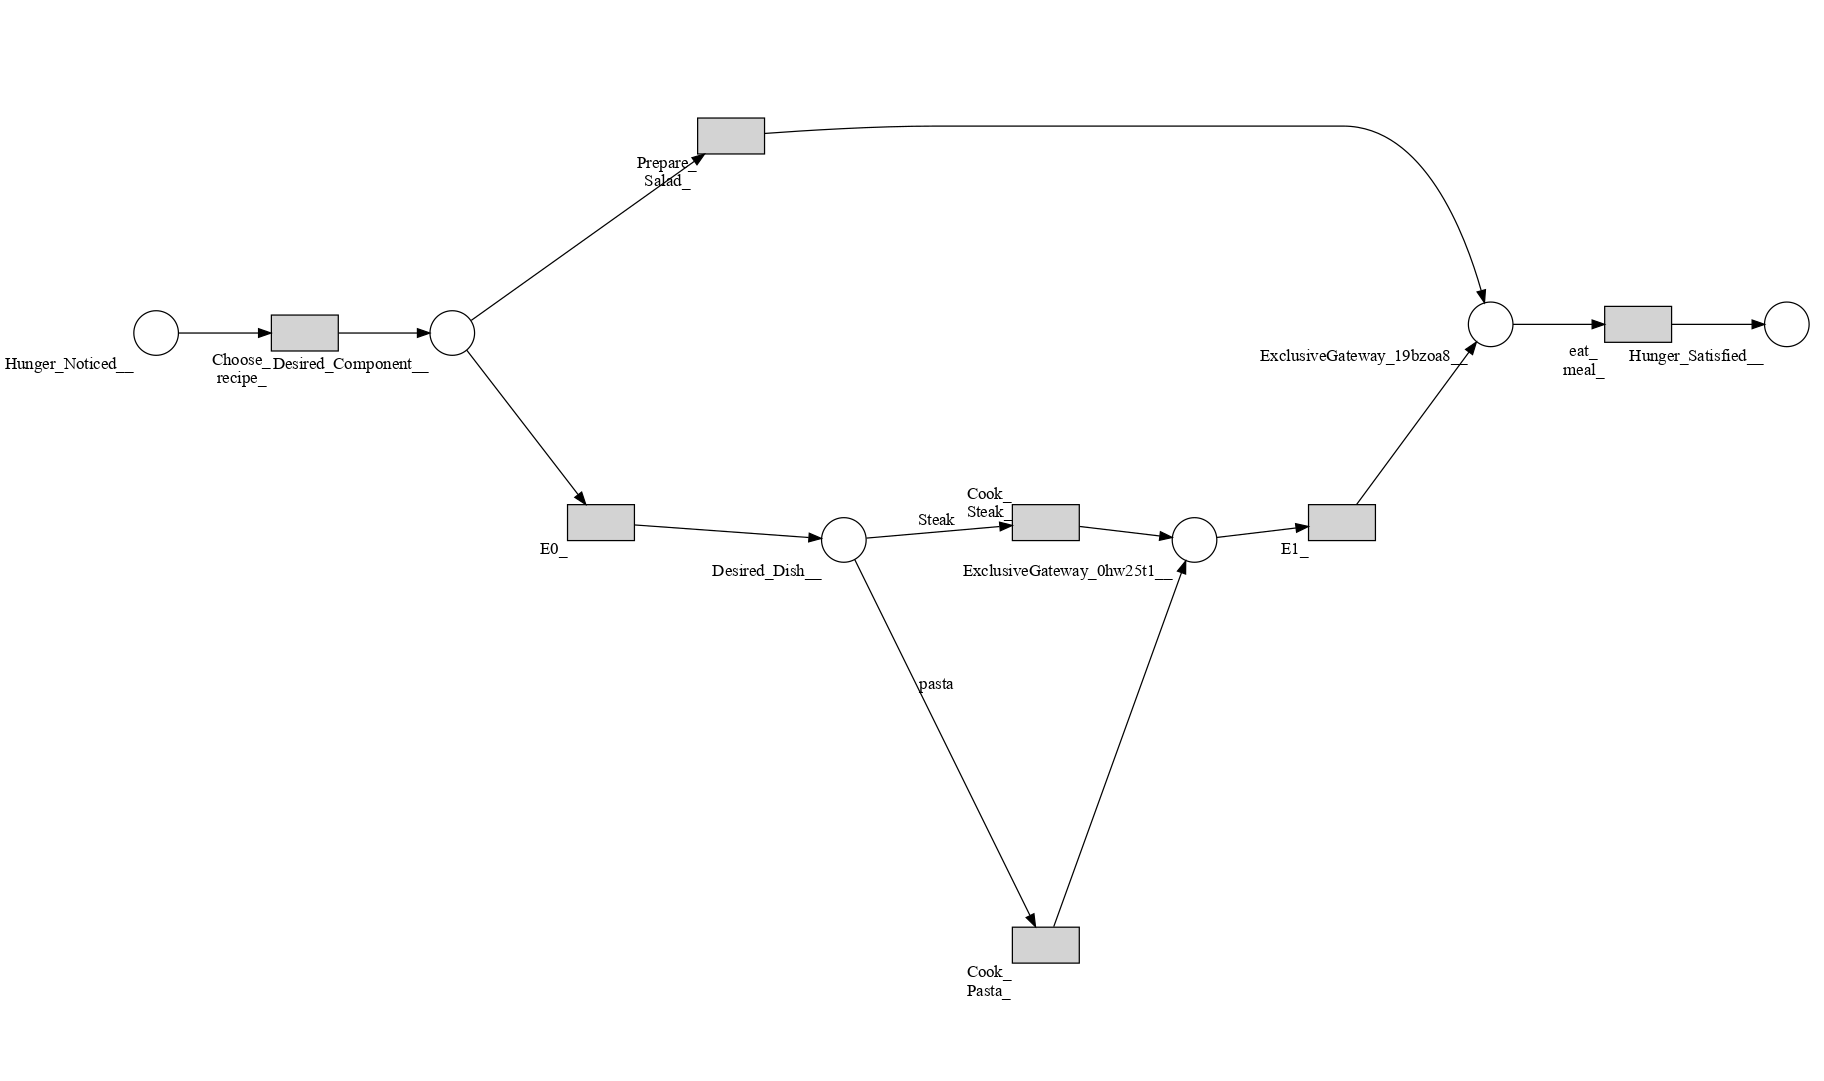 Prepare_
Salad_
Hunger_Noticed__
Choose_
recipe_
Desired_Component__
ExclusiveGateway_19bzoa8__
eat_
meal_
Hunger_Satisfied__
E0_
Desired_Dish__
Steak
Cook_
Steak_
ExclusiveGateway_0hw25t1__
E1_
pasta
Cook_
Pasta_